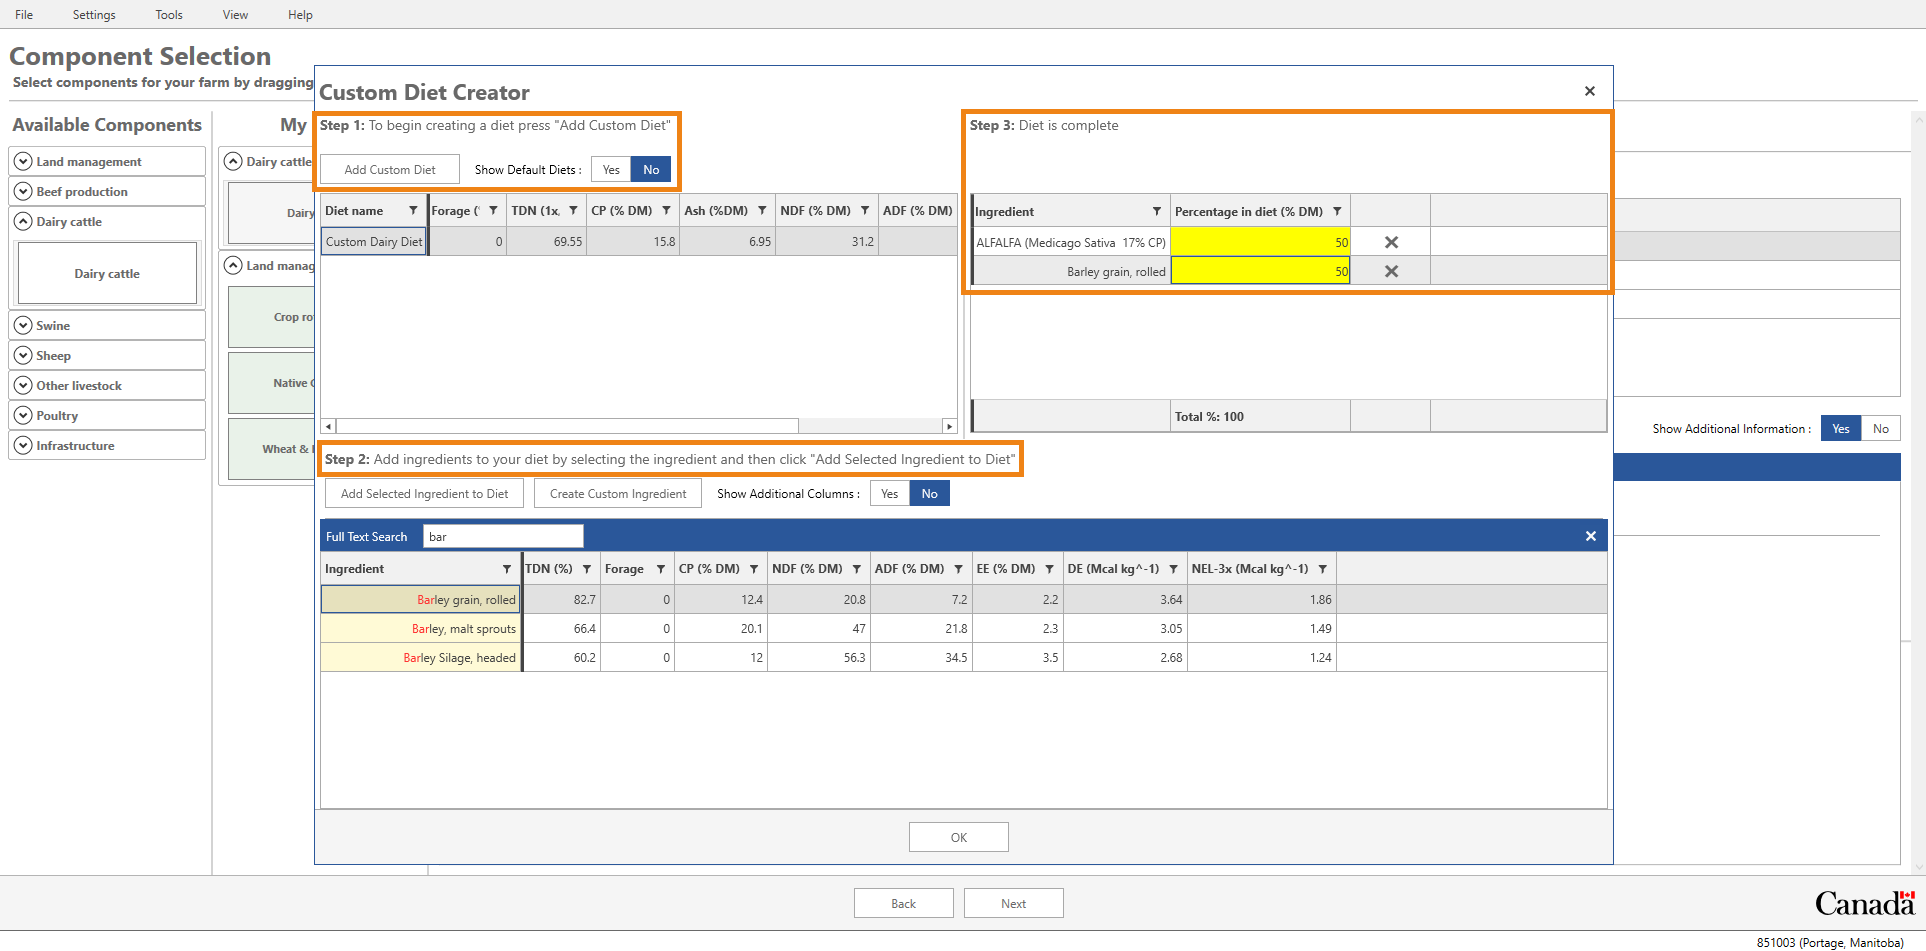 File Settings Tools View Help
Component Selection
Select components for your farm by dragging
Available Components
Land management
Beef production
Dairy cattle
Dairy cattle
Swine
Sheep
Other livestock
Poultry
Infrastructure
My
Dairy cattle
Dairy
Land manag
Crop ro
Native
Wheat &
Custom Diet Creator
Step 1: To begin creating a diet press "Add Custom Diet"
Add Custom Diet Show Default Diets : Yes No
Diet name Forage (' TDN (1x, CP (% DM) Ash (%DM) NDF (% DM) ADF (% DM)
Custom Dairy Diet 0 69.55 15.8 6.95 31.2
Step 3: Diet is complete
Ingredient Percentage in diet (% DM)
ALFALFA (Medicago Sativa 17% CP) 50
Barley grain, rolled 50
Total %: 100
Step 2: Add ingredients to your diet by selecting the ingredient and then click "Add Selected Ingredient to Diet"
Add Selected Ingredient to Diet Create Custom Ingredient Show Additional Columns : Yes No
Full Text Search bar
Ingredient TDN (%) Forage CP (% DM) NDF (% DM) ADF (% DM) EE (% DM) DE (Mcal kg^-1) NEL-3x (Mcal kg^-1)
Barley grain, rolled 82.7 0 12.4 20.8 7.2 2.2 3.64 1.86
Barley, malt sprouts 66.4 0 20.1 47 21.8 2.3 3.05 1.49
Barley Silage, headed 60.2 0 12 56.3 34.5 3.5 2.68 1.24
OK
Show Additional Information : Yes No
Back Next
Canada
851003 (Portage, Manitoba)